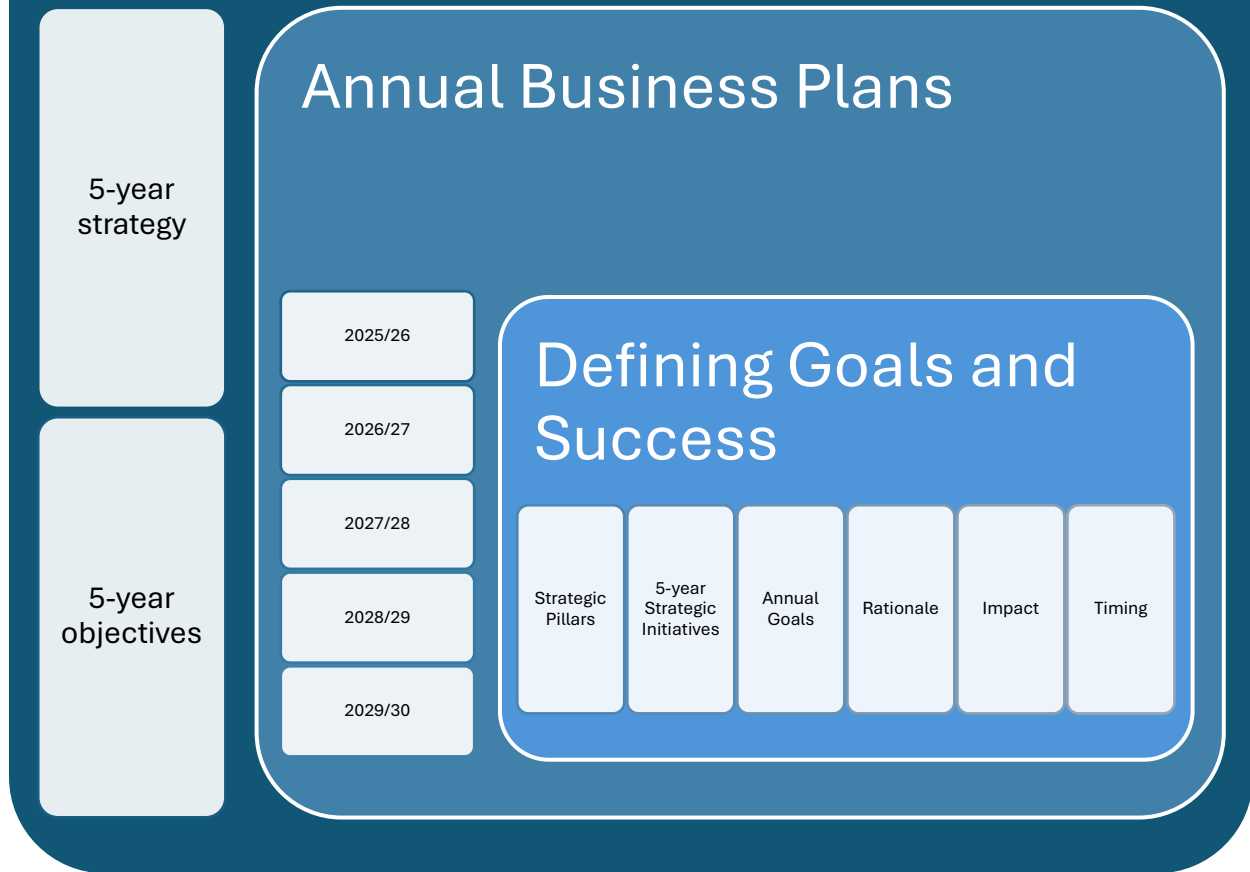 5-year
strategy
5-year
objectives
Annual Business Plans
2025/26
2026/27
2027/28
2028/29
2029/30
Defining Goals and
Success
Strategic
Pillars
5-year
Strategic
Initiatives
Annual
Goals
Rationale
Impact
Timing